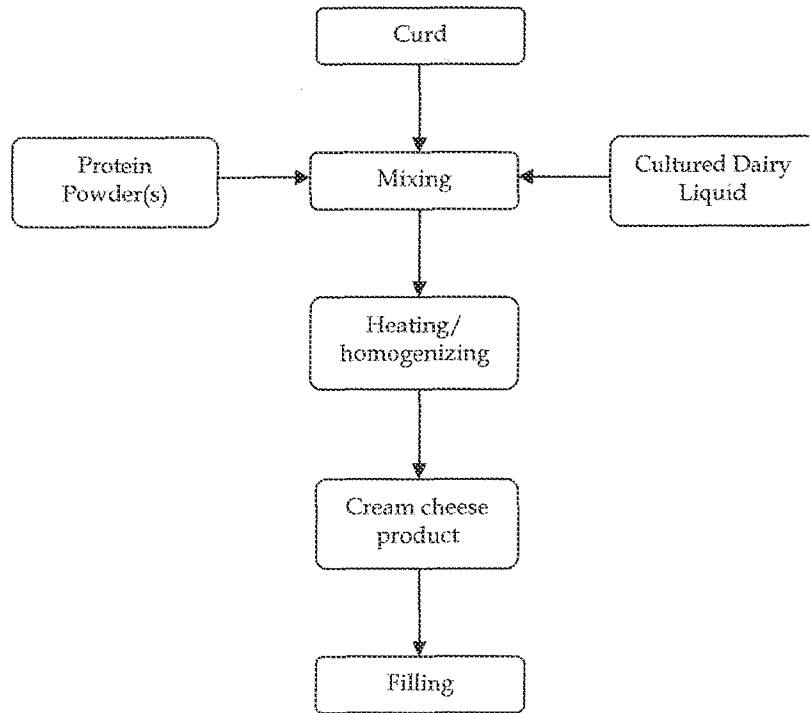 Curd
Protein
Powder(s)
Mixing
Cultured Dairy
Liquid
Heating/
homogenizing
Cream cheese
product
Filling